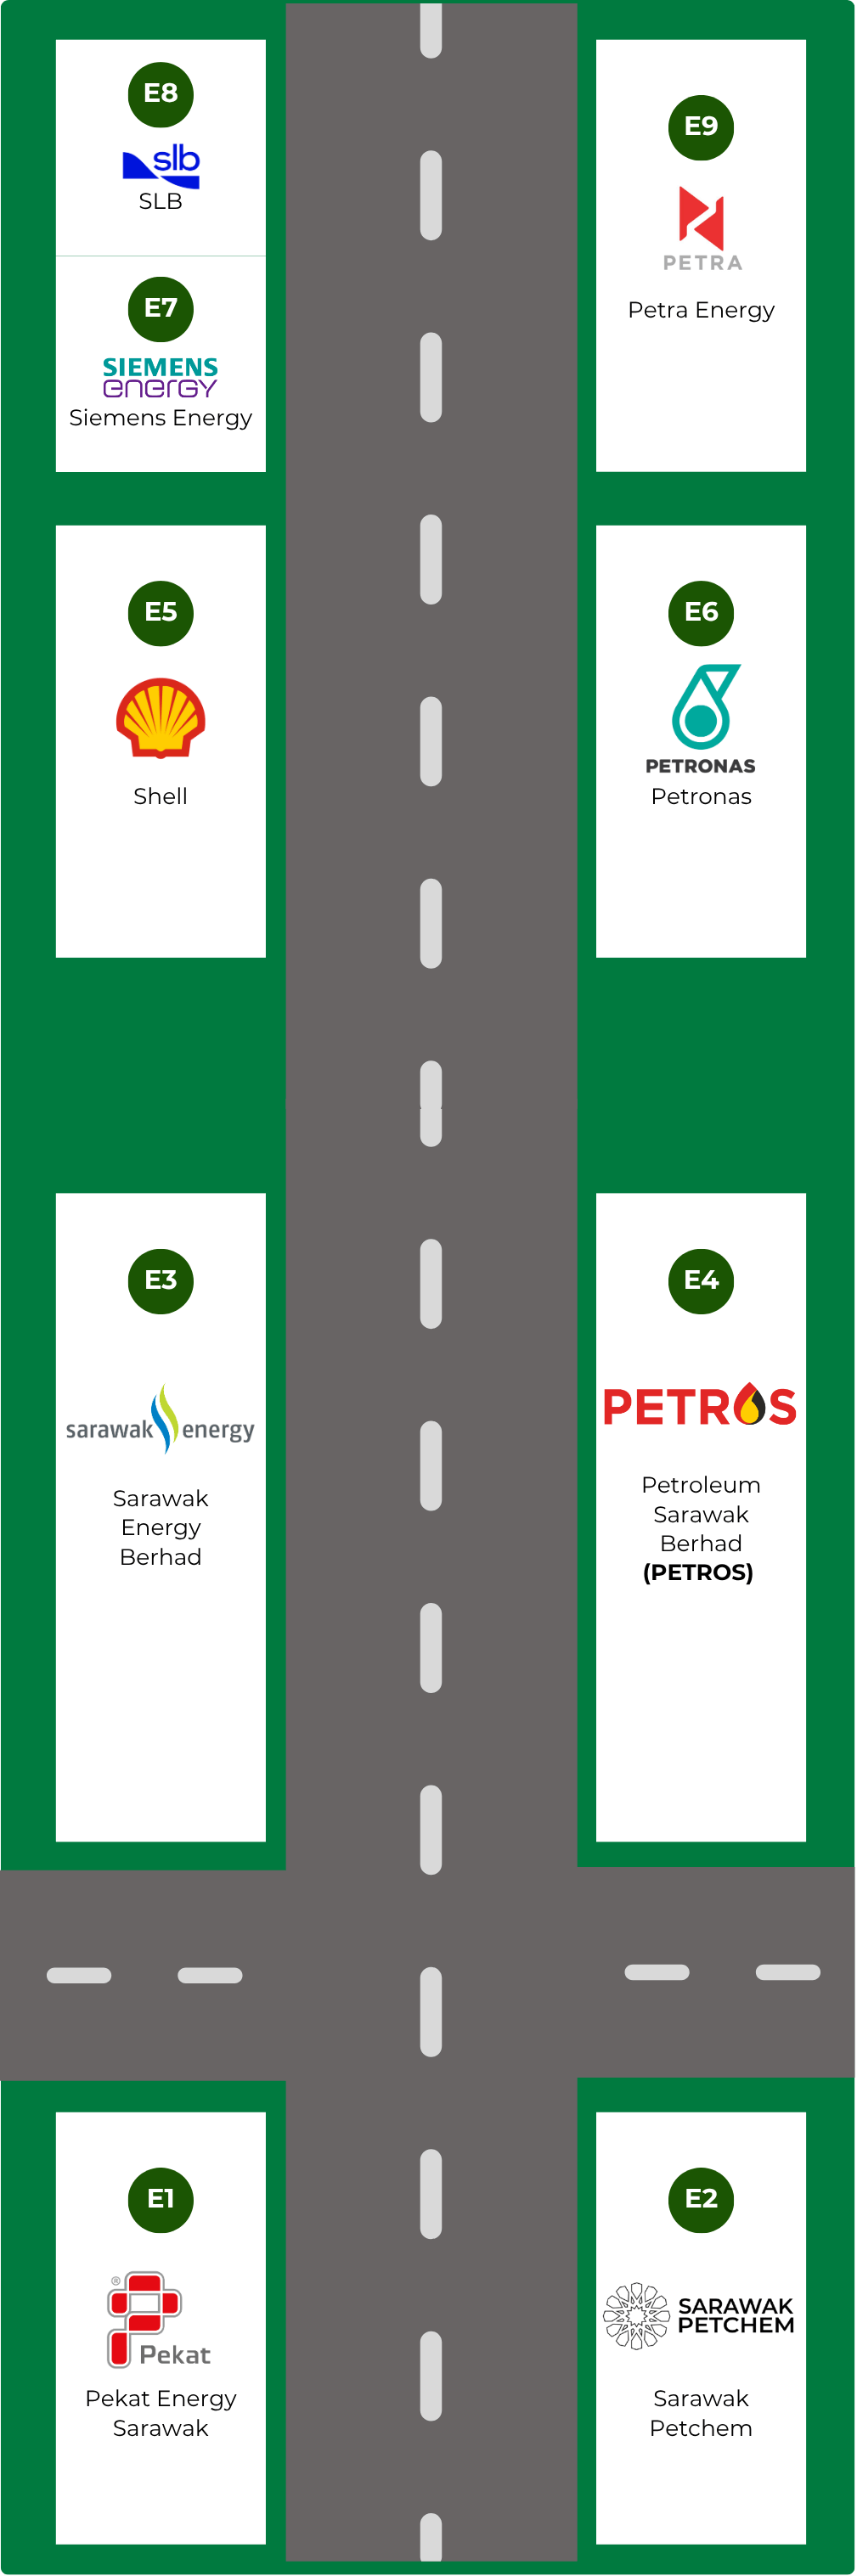 E8
slb
SLB
E7
SIEMENS
energy
Siemens Energy
E9
PETRA
Petra Energy
E5
Shell
E6
PETRONAS
Petronas
E3
sarawak energy
Sarawak
Energy
Berhad
E4
PETROS
Petroleum
Sarawak
Berhad
(PETROS)
E1
®
Pekat
Pekat Energy
Sarawak
E2
SARAWAK
PETCHEM
Sarawak
Petchem